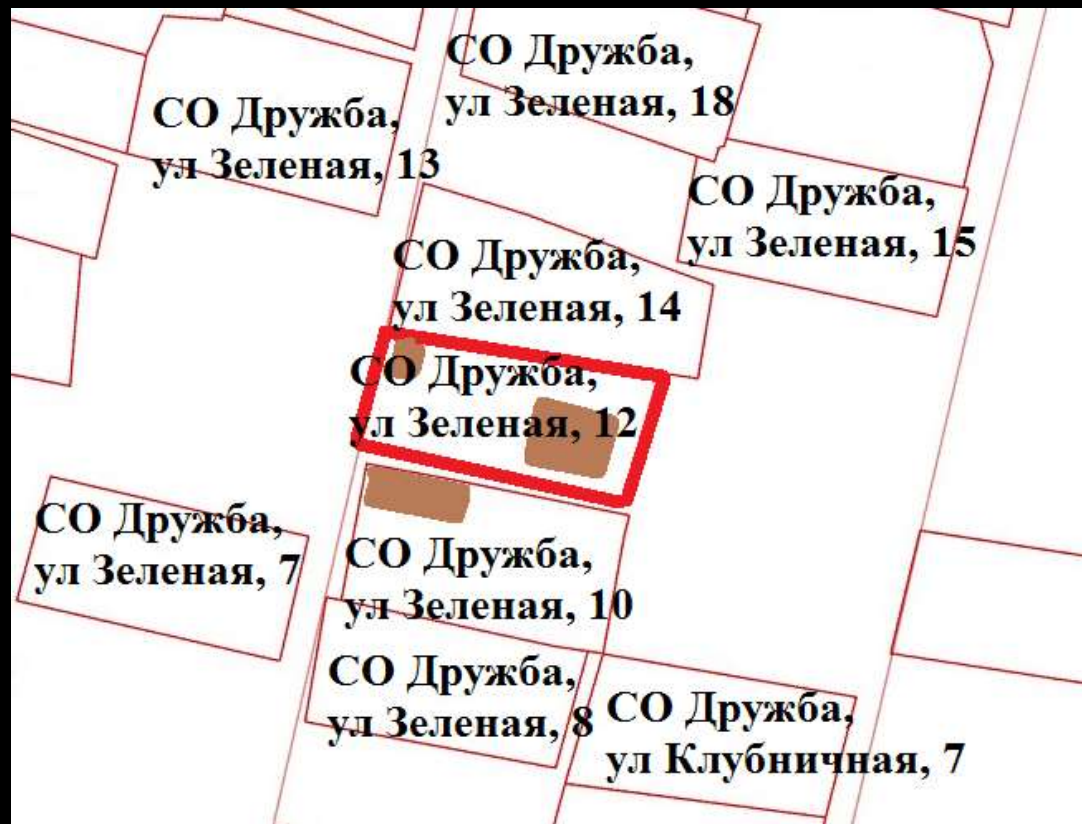 СО Дружба,
ул Зеленая, 18
СО Дружба,
ул Зеленая, 13
СО Дружба,
ул Зеленая, 15
СО Дружба,
ул Зеленая, 14
СО Дружба,
ул Зеленая, 12
СО Дружба,
ул Зеленая, 7
СО Дружба,
ул Зеленая, 10
СО Дружба,
ул Зеленая, 8
СО Дружба,
ул Клубничная, 7